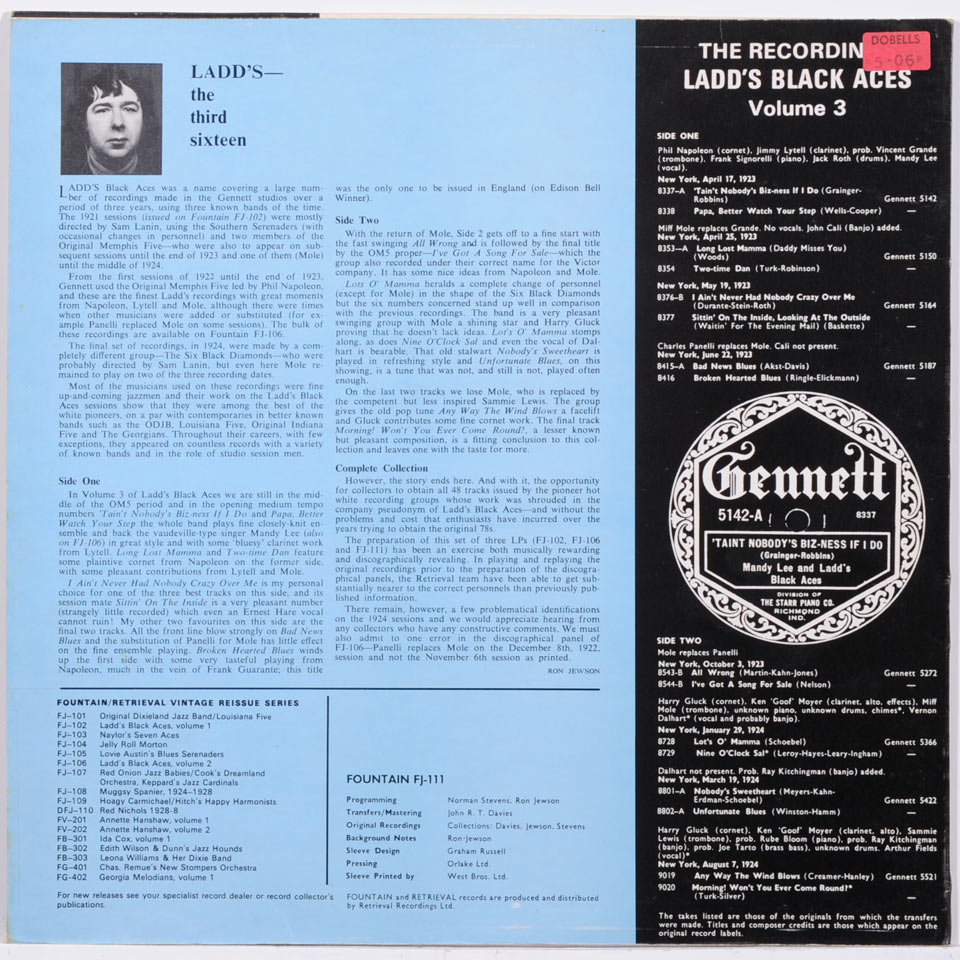 LADD'S—
the
third
sixteen
LADD'S Black Aces was a name covering a large num-
ber of recordings made in the Gennett studios over a
period of three years, using three known bands of the time.
The 1921 sessions (issued on Fountain FJ-102) were mostly
directed by Sam Lanin, using the Southern Serenaders (with
occasional changes in personnel) and two members of the
Original Memphis Five—who were also to appear on sub-
sequent sessions until the end of 1923 and one of them (Mole)
until the middle of 1924.
From the first sessions of 1922 until the end of 1923,
Gennett used the Original Memphis Five led by Phil Napoleon,
and these are the finest Ladd's recordings with great moments
from Napoleon, Lytell and Mole, although there were times
when other musicians were added or substituted (for ex-
ample Panelli replaced Mole on some sessions). The bulk of
these recordings are available on Fountain FJ-106.
The final set of recordings, in 1924, were made by a com-
pletely different group—The Six Black Diamonds—who were
probably directed by Sam Lanin, but even here Mole re-
mained to play on two of the three recording dates.
Most of the musicians used on these recordings were fine
up-and-coming jazzmen and their work on the Ladd's Black
Aces sessions show that they were among the best of the
white pioneers, on a par with contemporaries in better known
bands such as the ODJB, Louisiana Five, Original Indiana
Five and The Georgians. Throughout their careers, with few
exceptions, they appeared on countless records with a variety
of known bands and in the role of studio session men.
Side One
In Volume 3 of Ladd's Black Aces we are still in the mid-
dle of the OM5 period and in the opening medium tempo
numbers 'Tain't Nobody's Biz-ness If I Do and Papa, Better
Watch Your Step the whole band plays fine closely-knit en-
semble and back the vaudeville-type singer Mandy Lee (also
on FJ-106) in great style and with some 'bluesy' clarinet work
from Lytell. Long Lost Mamma and Two-time Dan feature
some plaintive cornet from Napoleon on the former side,
with some pleasant contributions from Lytell and Mole.
I Ain't Never Had Nobody Crazy Over Me is my personal
choice for one of the three best tracks on this side, and its
session mate Sittin' On The Inside is a very pleasant number
(strangely little recorded) which even an Ernest Hare vocal
cannot ruin! My other two favourites on this side are the
final two tracks. All the front line blow strongly on Bad News
Blues and the substitution of Panelli for Mole has little effect
on the fine ensemble playing. Broken Hearted Blues winds
up the first side with some very tasteful playing from
Napoleon, much in the vein of Frank Guarante; this title
was the only one to be issued in England (on Edison Bell
Winner).
Side Two
With the return of Mole, Side 2 gets off to a fine start with
the fast swinging All Wrong and is followed by the final title
by the OM5 proper—I've Got A Song For Sale—which the
group also recorded under their correct name for the Victor
company. It has some nice ideas from Napoleon and Mole.
Lots O' Mamma heralds a complete change of personnel
(except for Mole) in the shape of the Six Black Diamonds
but the six numbers concerned stand up well in comparison
with the previous recordings. The band is a very pleasant
swinging group with Mole a shining star and Harry Gluck
proving that he doesn't lack ideas. Lot's O' Mamma stomps
along, as does Nine O'Clock Sal and even the vocal of Dal-
hart is bearable. That old stalwart Nobody's Sweetheart is
played in refreshing style and Unfortunate Blues, on this
showing, is a tune that was not, and still is not, played often
enough.
On the last two tracks we lose Mole, who is replaced by
the competent but less inspired Sammie Lewis. The group
gives the old pop tune Any Way The Wind Blows a facelift
and Gluck contributes some fine cornet work. The final track
Morning! Won't You Ever Come Round?, a lesser known
but pleasant composition, is a fitting conclusion to this col-
lection and leaves one with the taste for more.
Complete Collection
However, the story ends here. And with it, the opportunity
for collectors to obtain all 48 tracks issued by the pioneer hot
white recording groups whose work was shrouded in the
company pseudonym of Ladd's Black Aces—and without the
problems and cost that enthusiasts have incurred over the
years trying to obtain the original 78s.
The preparation of this set of three LPs (FJ-102, FJ-106
and FJ-111) has been an exercise both musically rewarding
and discographically revealing. In playing and replaying the
original recordings prior to the preparation of the discogra-
phical panels, the Retrieval team have been able to get sub-
stantially nearer to the correct personnels than previously pub-
lished information.
There remain, however, a few problematical identifications
on the 1924 sessions and we would appreciate hearing from
any collectors who have any constructive comments. We must
also admit to one error in the discographical panel of
FJ-106—Panelli replaces Mole on the December 8th, 1922,
session and not the November 6th session as printed.
RON JEWSON
FOUNTAIN/RETRIEVAL VINTAGE REISSUE SERIES
FJ-101 Original Dixieland Jazz Band/Louisiana Five
FJ-102 Ladd's Black Aces, volume 1
FJ-103 Naylor's Seven Aces
FJ-104 Jelly Roll Morton
FJ-105 Lovie Austin's Blues Serenaders
FJ-106 Ladd's Black Aces, volume 2
FJ-107 Red Onion Jazz Babies/Cook's Dreamland
Orchestra, Keppard's Jazz Cardinals
FJ-108 Muggsy Spanier, 1924-1928
FJ-109 Hoagy Carmichael/Hitch's Happy Harmonists
DFJ-110 Red Nichols 1928-8
FV-201 Annette Hanshaw, volume 1
FV-202 Annette Hanshaw, volume 2
FB-301 Ida Cox, volume 1
FB-302 Edith Wilson & Dunn's Jazz Hounds
FB-303 Leona Williams & Her Dixie Band
FG-401 Chas. Remue's New Stompers Orchestra
FG-402 Georgia Melodians, volume 1
For new releases see your specialist record dealer or record collector's
publications.
FOUNTAIN FJ-111
Programming Norman Stevens, Ron Jewson
Transfers/Mastering John R. T. Davies
Original Recordings Collections: Davies, Jewson, Stevens
Background Notes Ron Jewson
Sleeve Design Graham Russell
Pressing Orlake Ltd.
Sleeve Printed by West Bros. Ltd.
FOUNTAIN and RETRIEVAL records are produced and distributed
by Retrieval Recordings Ltd.
DOBELLS
THE RECORDIN
LADD'S BLACK ACES
Volume 3
SIDE ONE
Phil Napoleon (cornet), Jimmy Lytell (clarinet), prob. Vincent Grande
(trombone), Frank Signorelli (piano), Jack Roth (drums), Mandy Lee
(vocal).
New York, April 17, 1923
8337-A 'Tain't Nobody's Biz-ness If I Do (Grainger-
Robbins) Gennett 5142
8338 Papa, Better Watch Your Step (Wells-Cooper) —
Miff Mole replaces Grande. No vocals. John Cali (Banjo) added.
New York, April 25, 1923
8353-A Long Lost Mamma (Daddy Misses You)
(Woods) Gennett 5150
8354 Two-time Dan (Turk-Robinson) —
New York, May 19, 1923
8376-B I Ain't Never Had Nobody Crazy Over Me
(Durante-Stein-Roth) Gennett 5164
8377 Sittin' On The Inside, Looking At The Outside
(Waitin' For The Evening Mail) (Baskette) —
Charles Panelli replaces Mole. Cali not present.
New York, June 22, 1923
8415-A Bad News Blues (Akst-Davis) Gennett 5187
8416 Broken Hearted Blues (Ringle-Elickmann) —
Gennett
5142-A 8337
'TAINT NOBODY'S BIZ-NESS IF I DO
(Grainger-Robbins)
Mandy Lee and Ladd's
Black Aces
DIVISION OF
THE STARR PIANO CO.
RICHMOND
IND.
SIDE TWO
Mole replaces Panelli
New York, October 3, 1923
8543-B All Wrong (Martin-Kahn-Jones) Gennett 5272
8544-B I've Got A Song For Sale (Nelson) —
Harry Gluck (cornet), Ken 'Goof' Moyer (clarinet, alto, effects), Miff
Mole (trombone), unknown piano, unknown drums, chimes*, Vernon
Dalhart* (vocal and probably banjo).
New York, January 29, 1924
8728 Lot's O' Mamma (Schoebel) Gennett 5366
8729 Nine O'Clock Sal* (Leroy-Hayes-Leary-Ingham) —
Dalhart not present. Prob. Ray Kitchingman (banjo) added.
New York, March 19, 1924
8801-A Nobody's Sweetheart (Meyers-Kahn-
Erdman-Schoebel) Gennett 5422
8802-A Unfortunate Blues (Winston-Hamm) —
Harry Gluck (cornet), Ken 'Goof' Moyer (clarinet, alto), Sammie
Lewis (trombone), prob. Rube Bloom (piano), prob. Ray Kitchingman
(banjo), prob. Joe Tarto (brass bass), unknown drums, Arthur Fields
(vocal)*
New York, August 7, 1924
9019 Any Way The Wind Blows (Creamer-Hanley) Gennett 5521
9020 Morning! Won't You Ever Come Round?*
(Turk-Silver) —
The takes listed are those of the originals from which the transfers
were made. Titles and composer credits are those which appear on the
original record labels.